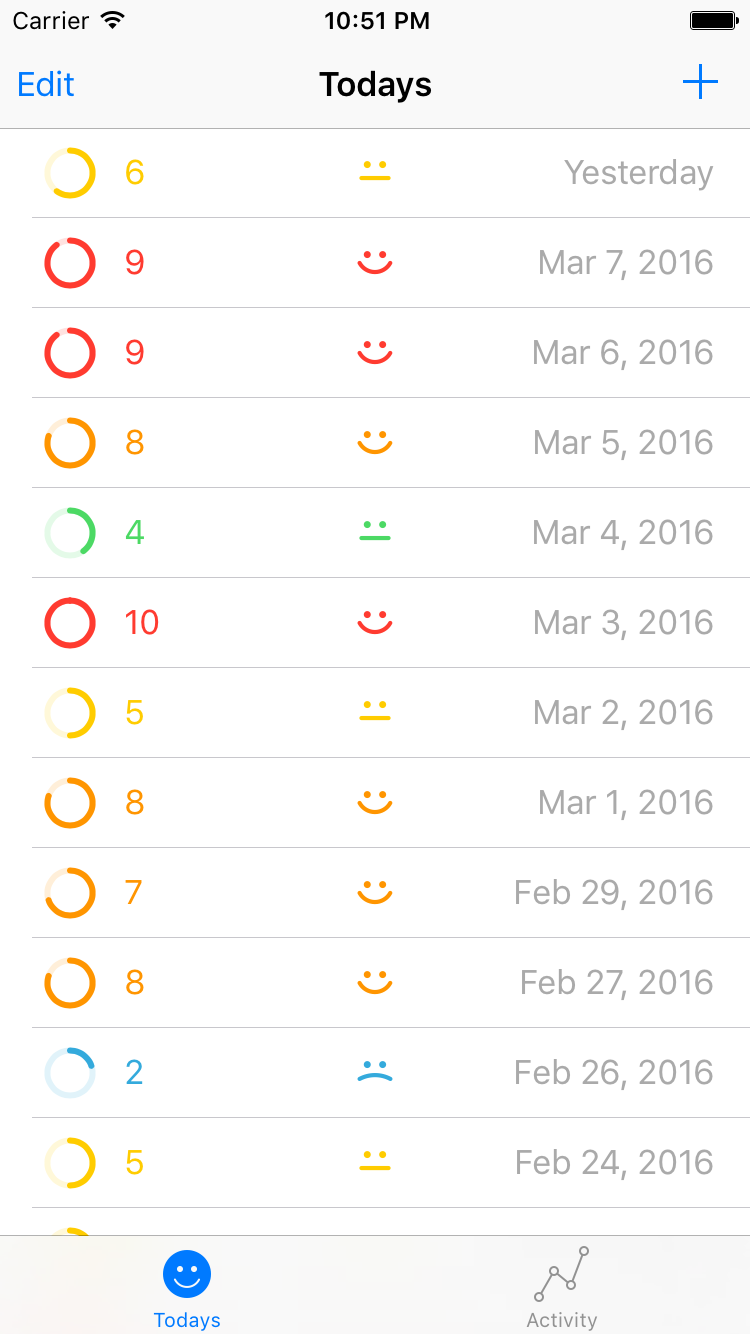 Carrier 10:51 PM
Edit Todays
6 Yesterday
9 Mar 7, 2016
9 Mar 6, 2016
8 Mar 5, 2016
4 Mar 4, 2016
10 Mar 3, 2016
5 Mar 2, 2016
8 Mar 1, 2016
7 Feb 29, 2016
8 Feb 27, 2016
2 Feb 26, 2016
5 Feb 24, 2016
Todays Activity